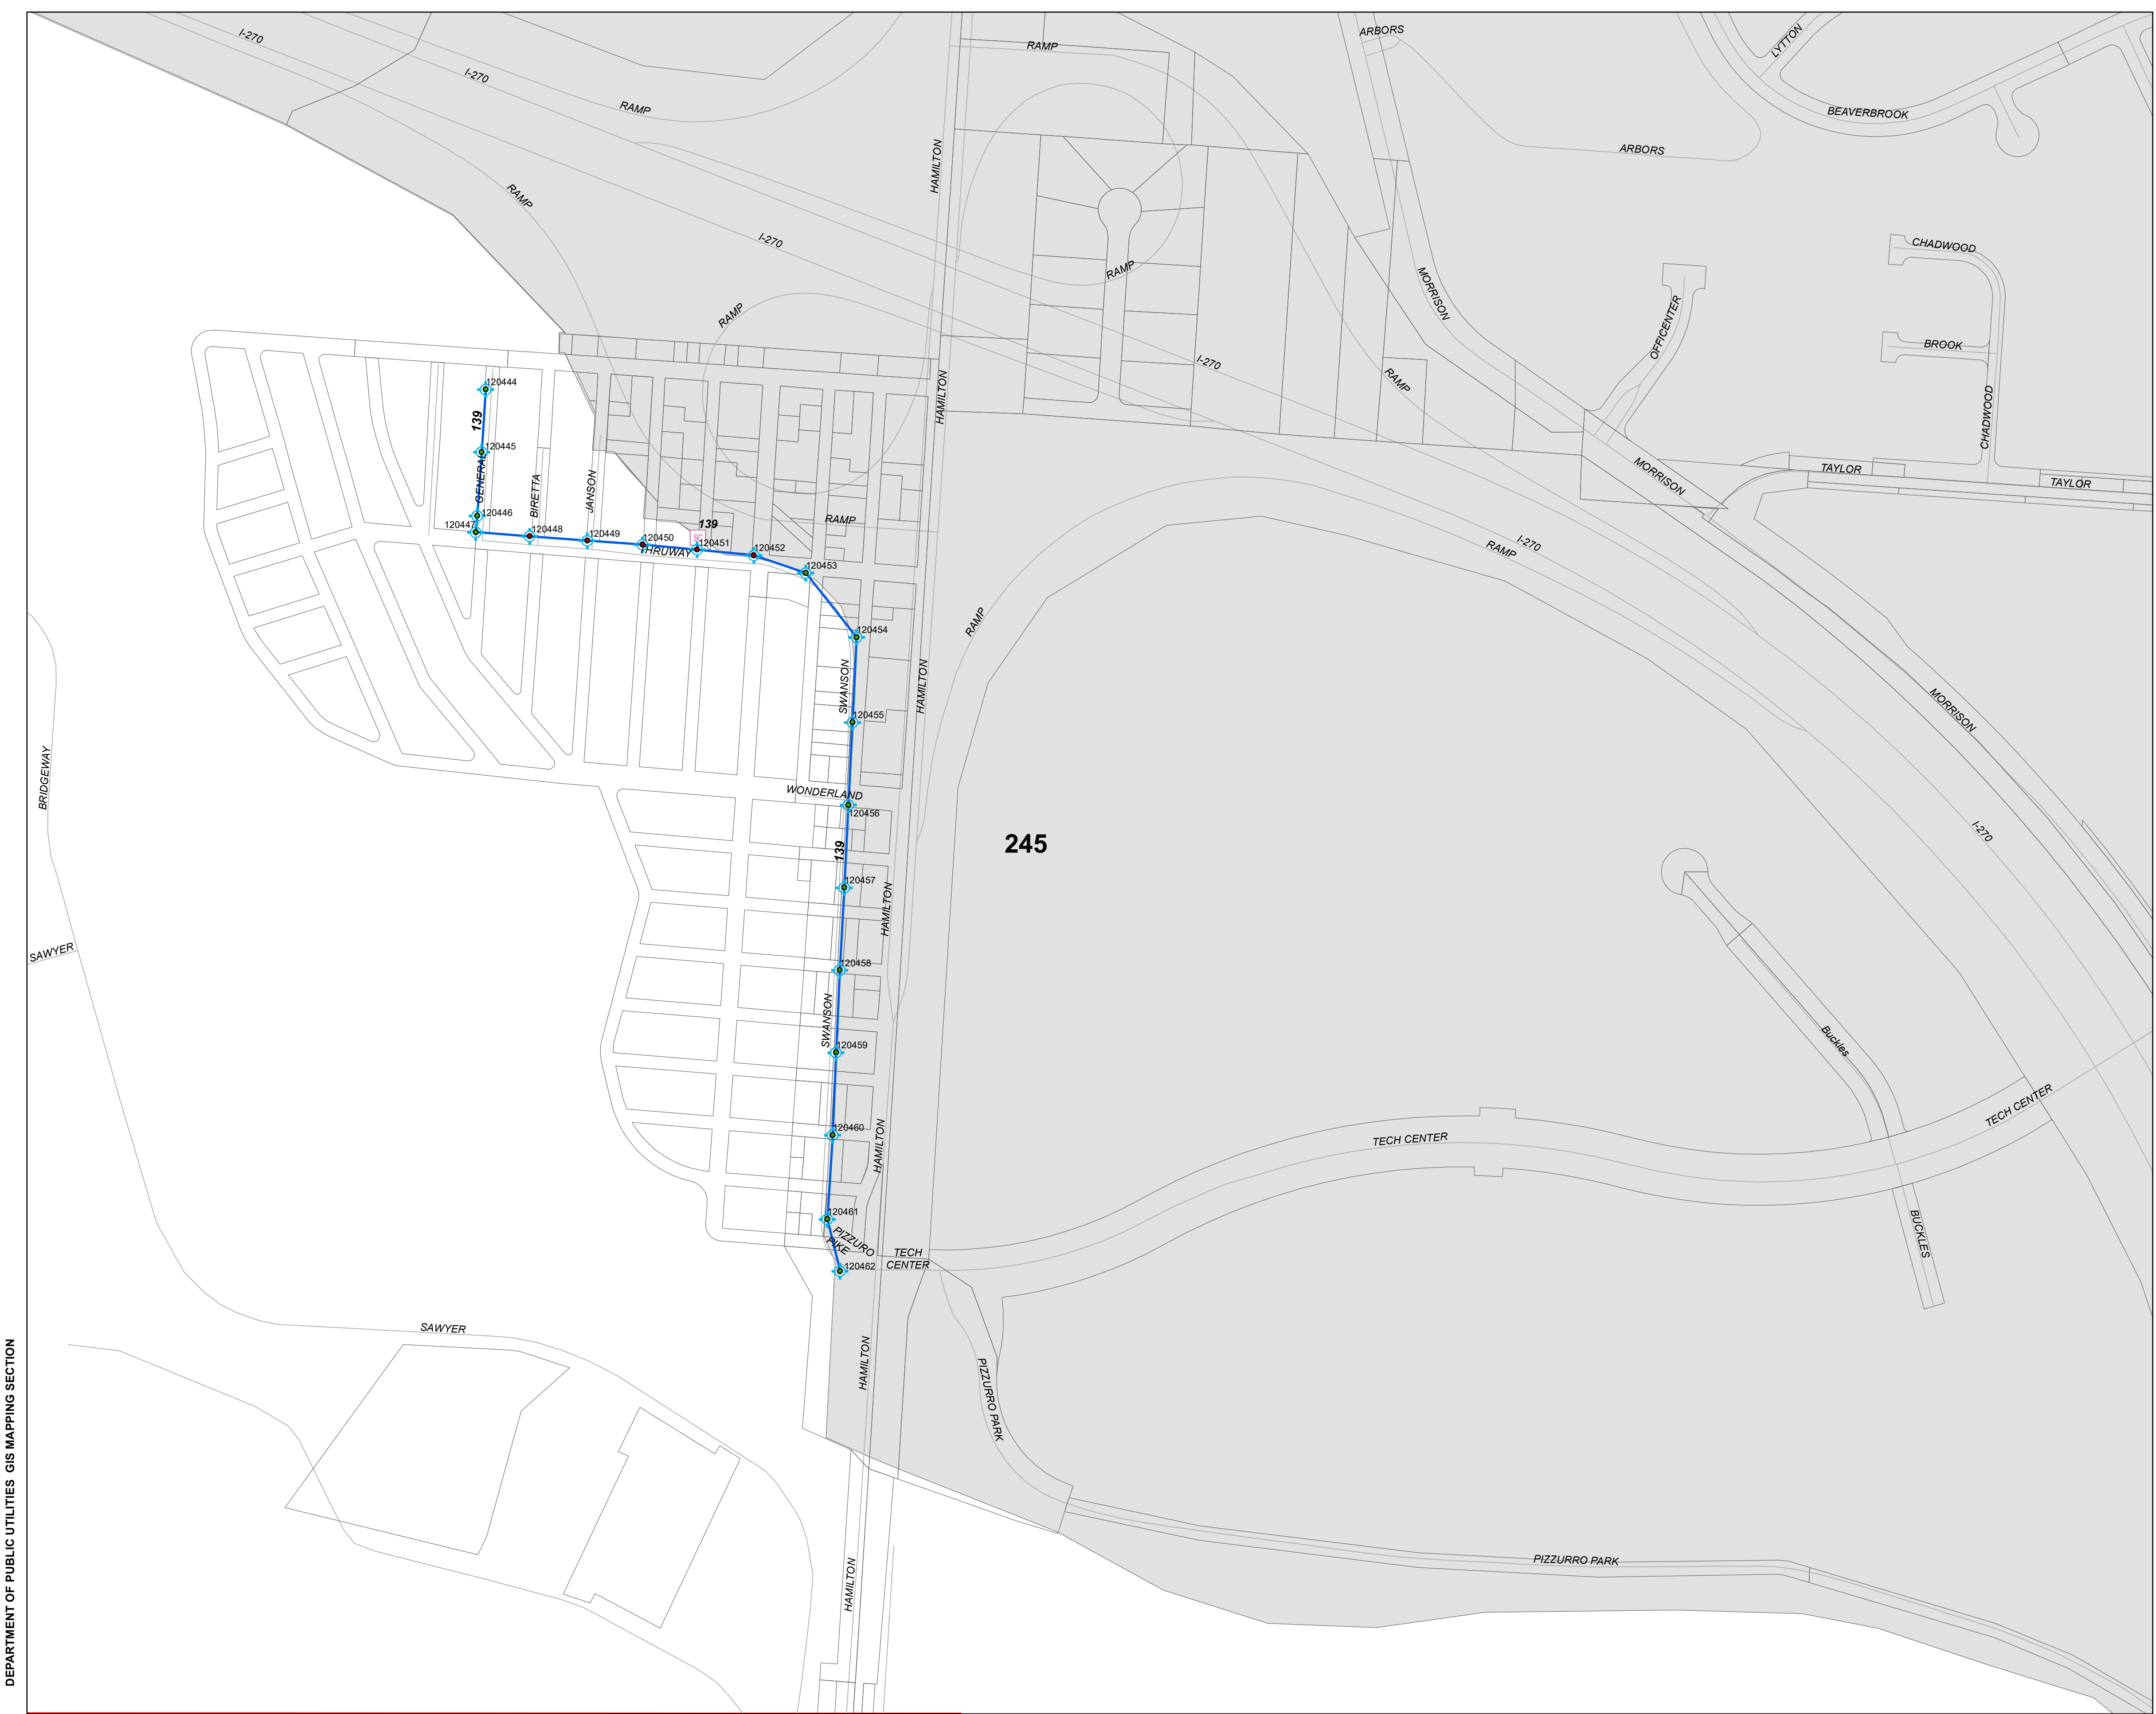 I-270
ARBORS
LYTTON
RAMP
I-270
RAMP
BEAVERBROOK
ARBORS
HAMILTON
RAMP
I-270
CHADWOOD
RAMP
MORRISON
RAMP
OFFICENTER
BROOK
I-270
RAMP
120444
HAMILTON
139
CHADWOOD
120445
GENERAL
BIRETTA
JANSON
MORRISON
TAYLOR
TAYLOR
120446
139
RAMP
120447
120448
120449
120450
SC
120451
THRUWAY
120452
I-270
RAMP
120453
RAMP
120454
SWANSON
HAMILTON
MORRISON
120455
BRIDGEWAY
WONDERLAND
120456
139
245
I-270
120457
HAMILTON
SAWYER
120458
SWANSON
120459
Buckles
120460
HAMILTON
TECH CENTER
TECH CENTER
120461
PIZZURO
PIKE
TECH
CENTER
120462
BUCKLES
SAWYER
HAMILTON
PIZZURRO PARK
PIZZURRO PARK
HAMILTON
DEPARTMENT OF PUBLIC UTILITIES GIS MAPPING SECTION